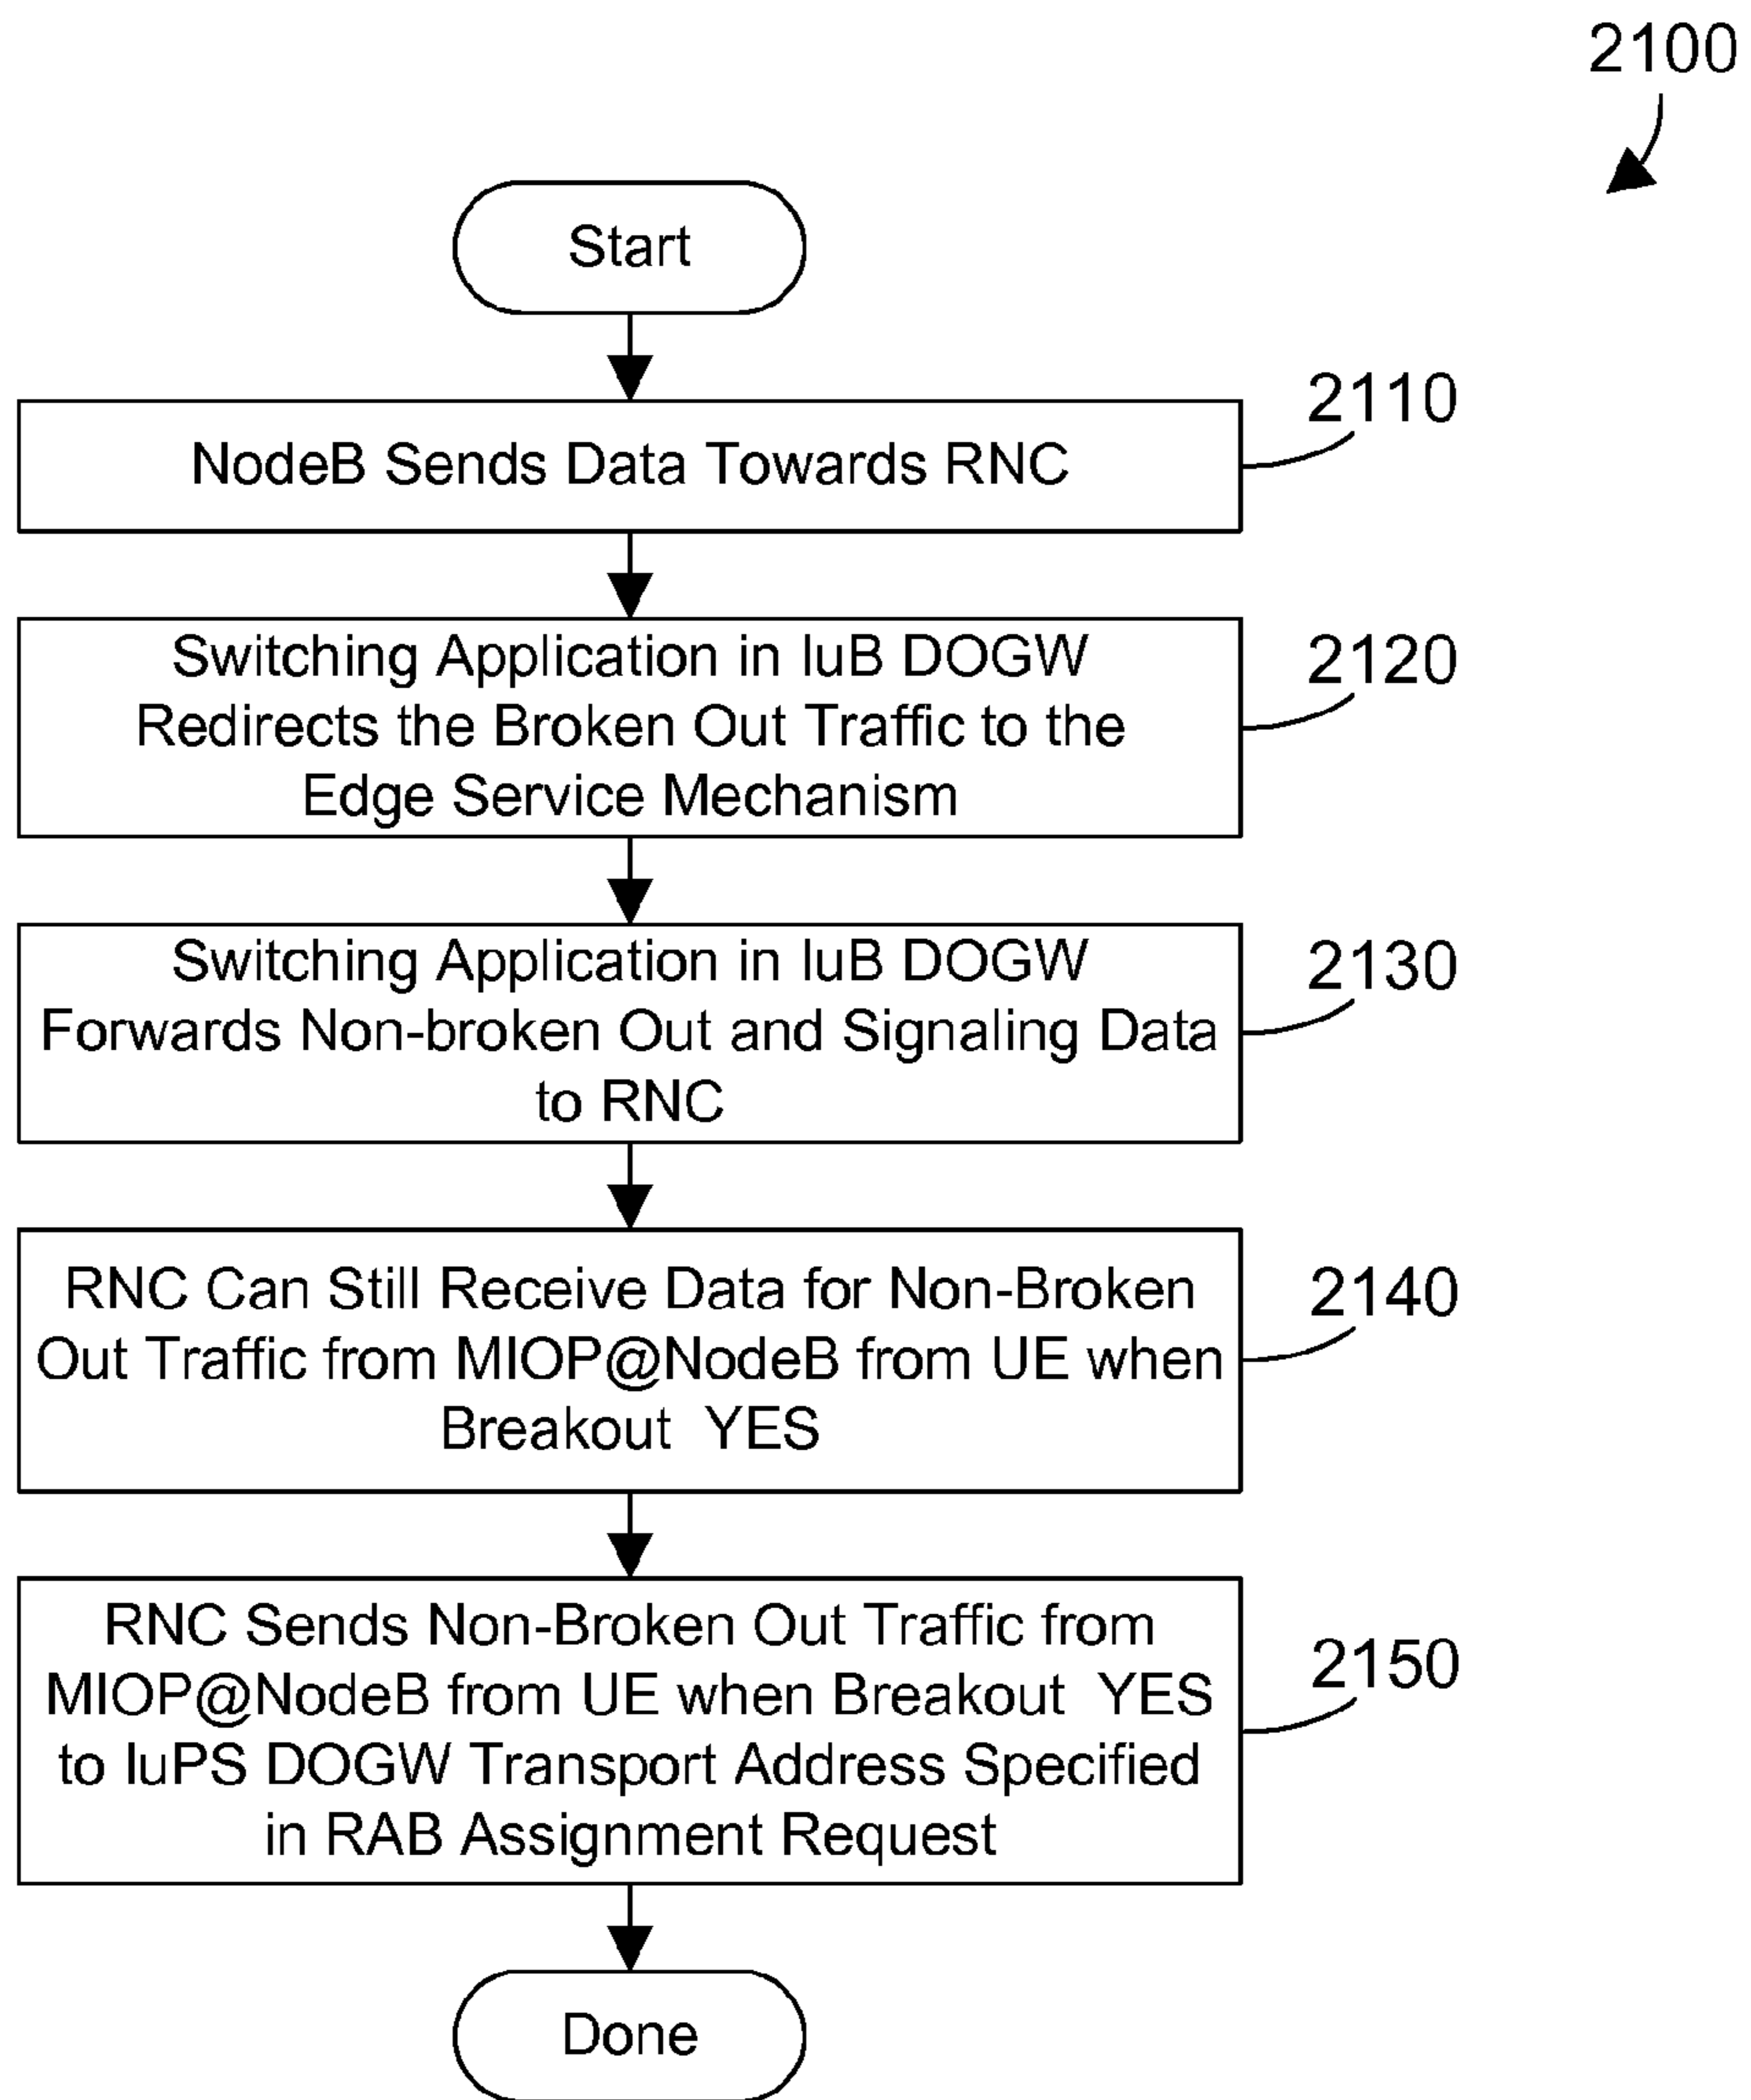 2100
Start
2110
NodeB Sends Data Towards RNC
2120
Switching Application in IuB DOGW
Redirects the Broken Out Traffic to the
Edge Service Mechanism
2130
Switching Application in IuB DOGW
Forwards Non-broken Out and Signaling Data
to RNC
2140
RNC Can Still Receive Data for Non-Broken
Out Traffic from MIOP@NodeB from UE when
Breakout YES
2150
RNC Sends Non-Broken Out Traffic from
MIOP@NodeB from UE when Breakout YES
to IuPS DOGW Transport Address Specified
in RAB Assignment Request
Done